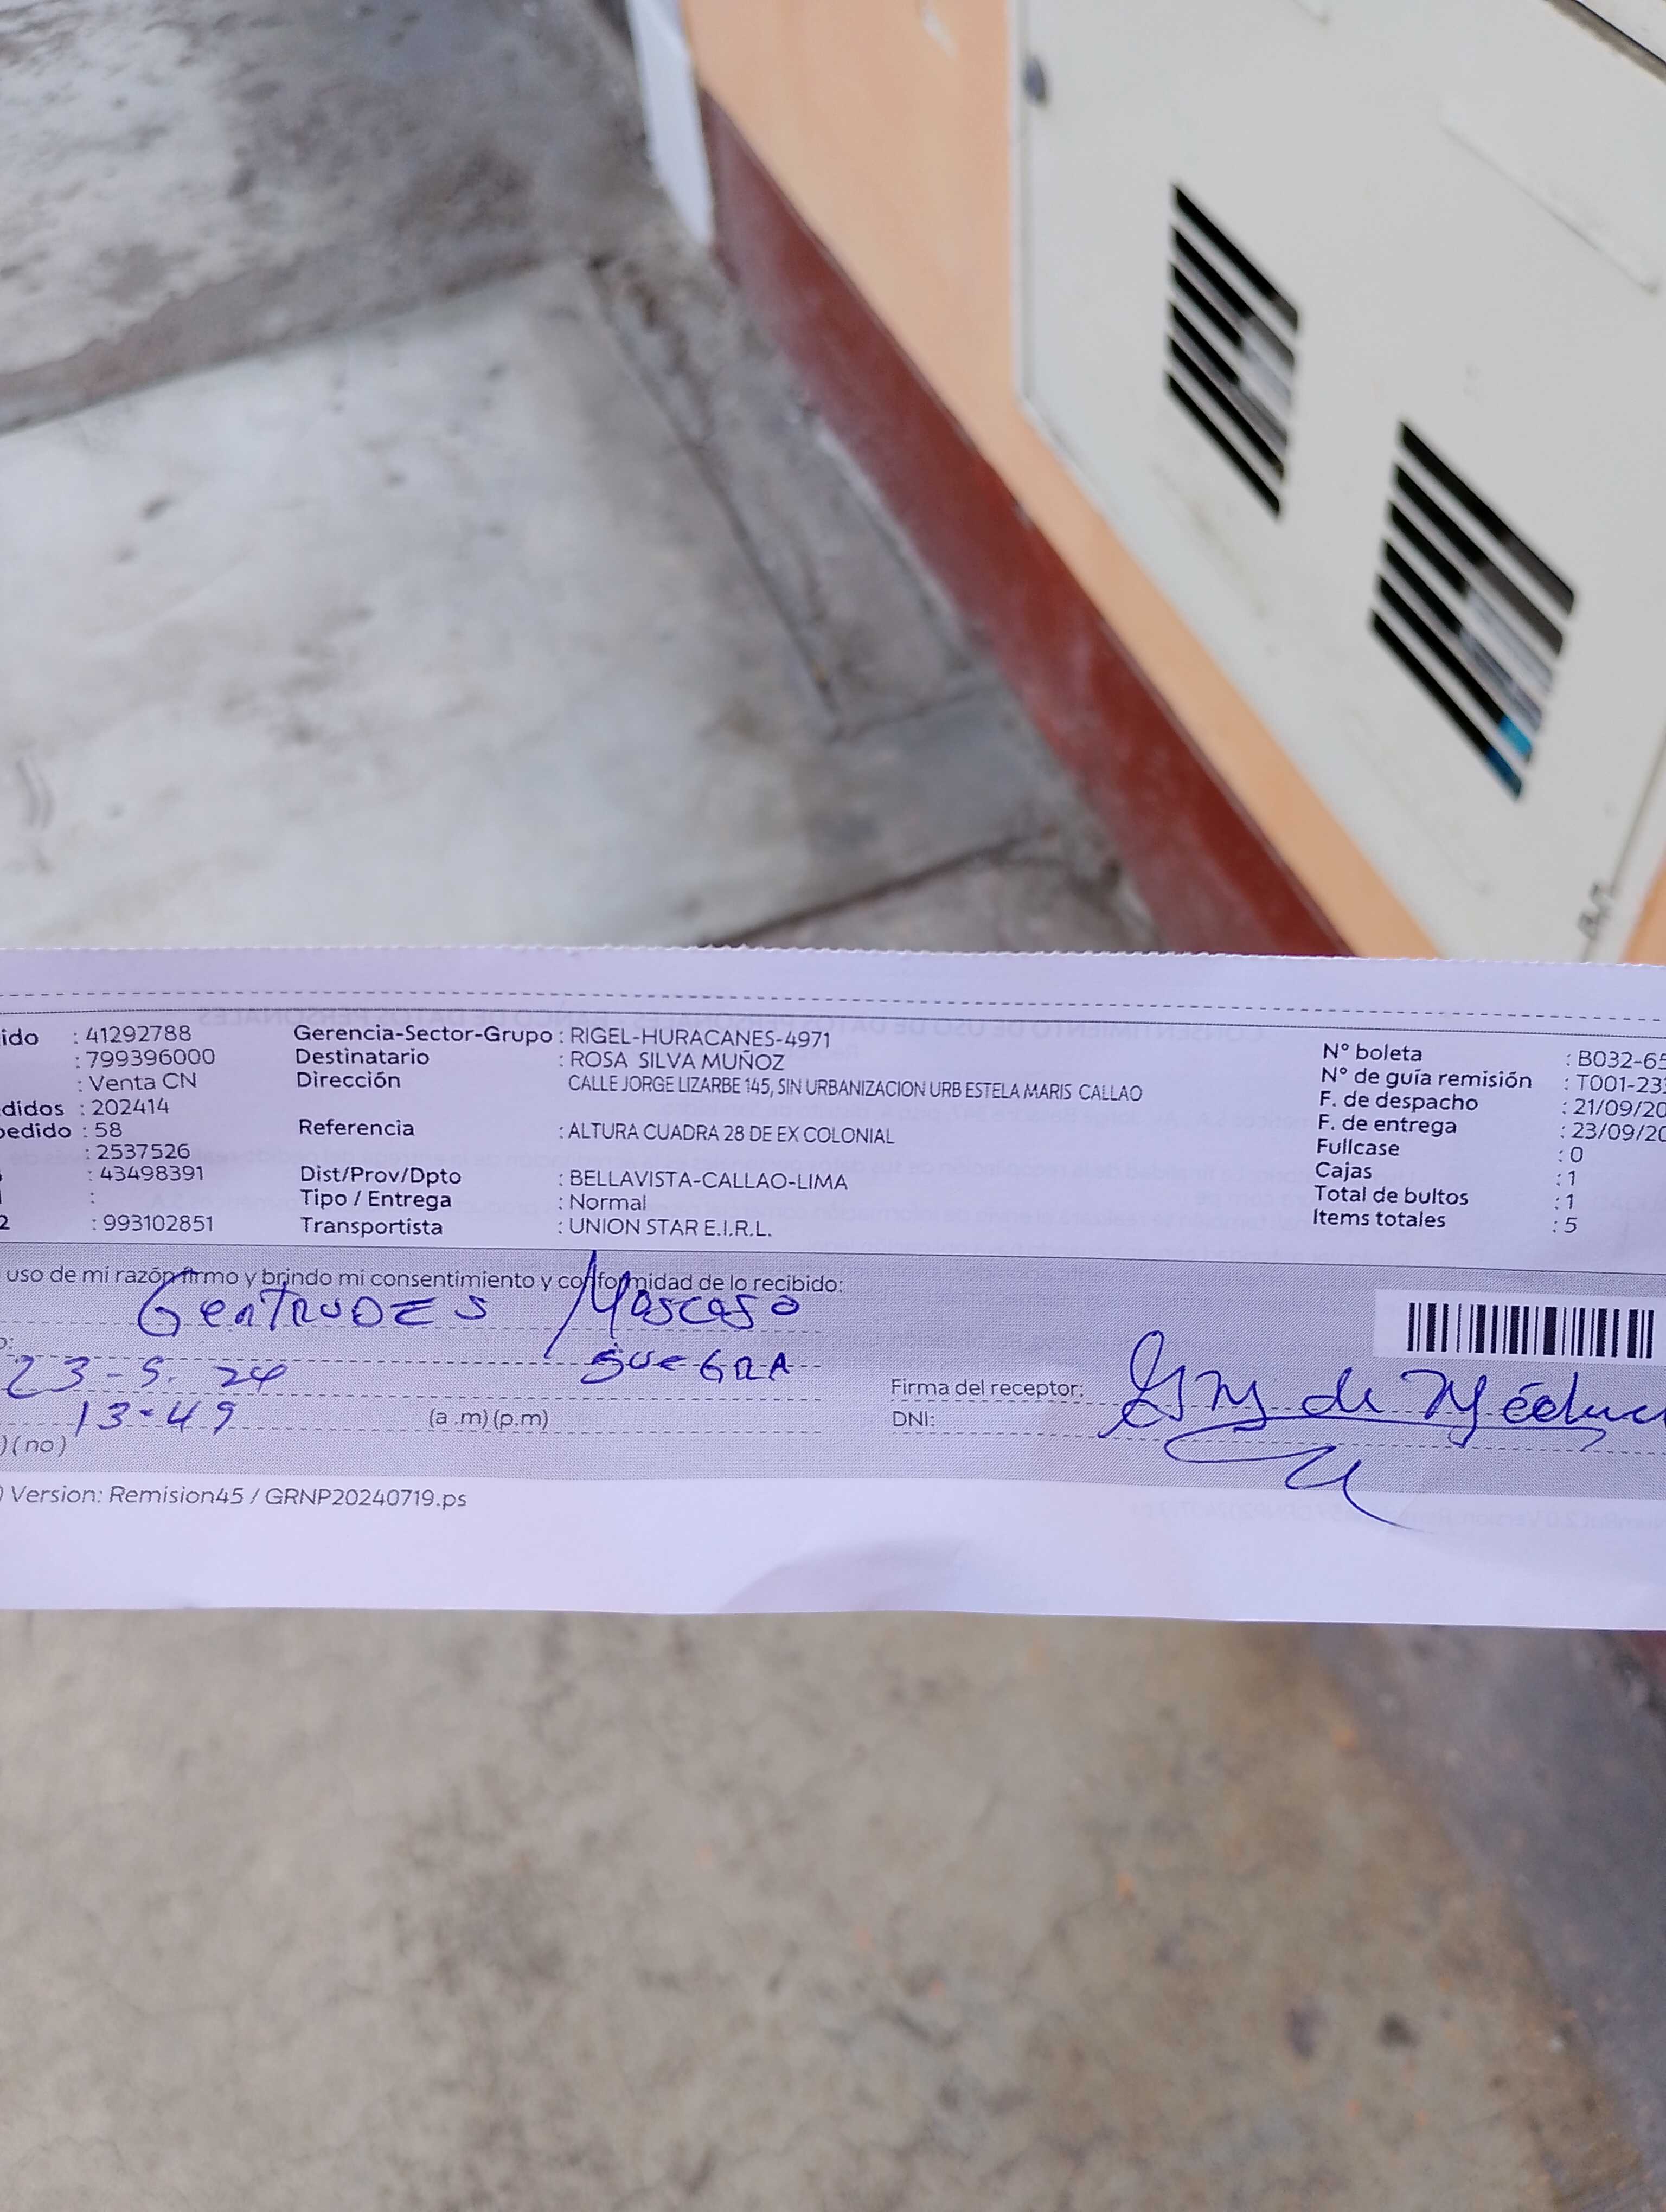 ido : 41292788 Gerencia-Sector-Grupo : RIGEL-HURACANES-4971
: 799396000 Destinatario : ROSA SILVA MUÑOZ Nº boleta : B032-65
: Venta CN Dirección CALLE JORGE LIZARBE 145, SIN URBANIZACION URB ESTELA MARIS CALLAO Nº de guía remisión : T001-23
didos : 202414 F. de despacho : 21/09/20
pedido : 58 Referencia : ALTURA CUADRA 28 DE EX COLONIAL F. de entrega : 23/09/20
: 2537526 Fullcase : 0
: 43498391 Dist/Prov/Dpto : BELLAVISTA-CALLAO-LIMA Cajas : 1
: Tipo / Entrega : Normal Total de bultos : 1
2 : 993102851 Transportista : UNION STAR E.I.R.L. Items totales : 5
uso de mi razón firmo y brindo mi consentimiento y conformidad de lo recibido:
GeRTRUDES Moscoso
SUEGRA
23-9.24
Firma del receptor:
13-49 (a .m) (p.m) DNI:
) (no)
) Version: Remision45 / GRNP20240719.ps